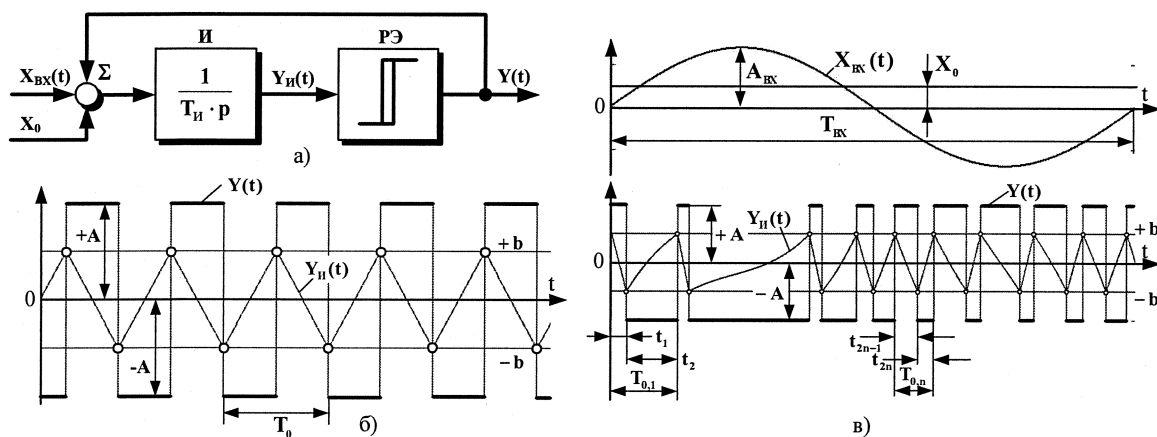 И
РЭ
X_ВХ(t)
Σ
1
T_И · p
Y_И(t)
Y(t)
X_0
а)
Y(t)
+A
+b
Y_И(t)
t
0
-A
−b
T_0
б)
X_ВХ(t)
X_0
A_ВХ
0
t
T_ВХ
Y(t)
Y_И(t)
+A
+b
t
0
−A
−b
t_1
t_2n−1
t_2
t_2n
T_0,1
T_0,n
в)